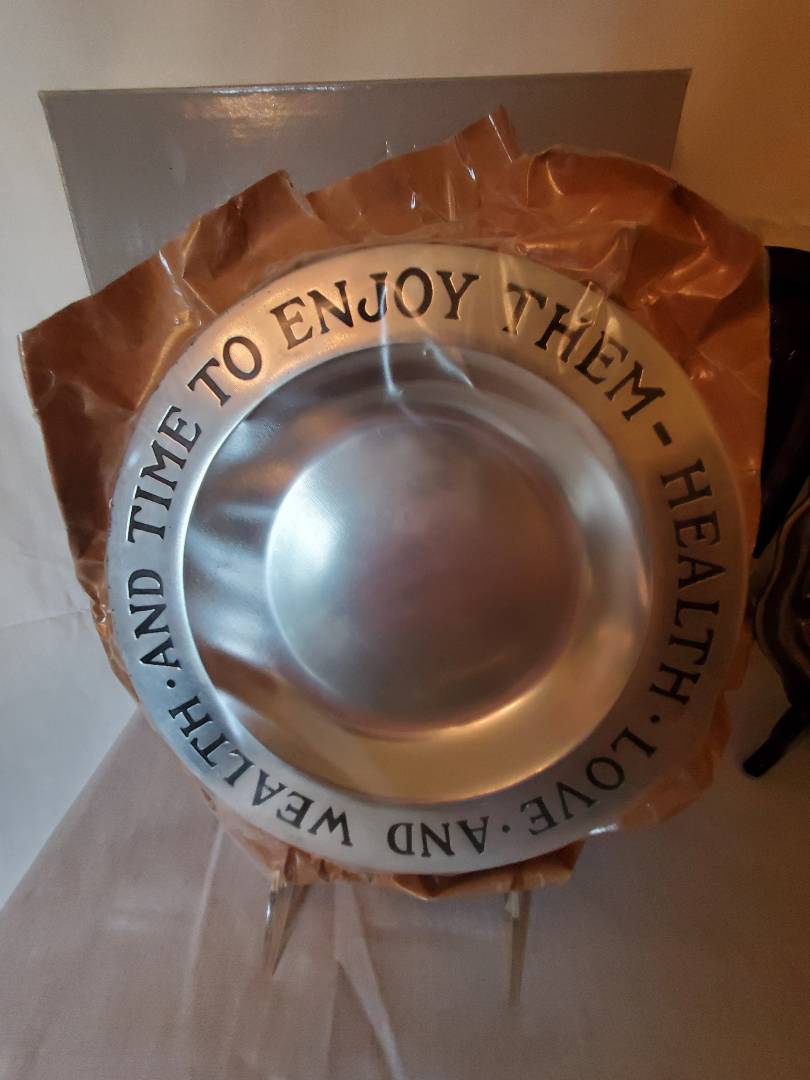 HEALTH · LOVE · AND WEALTH · AND TIME TO ENJOY THEM -